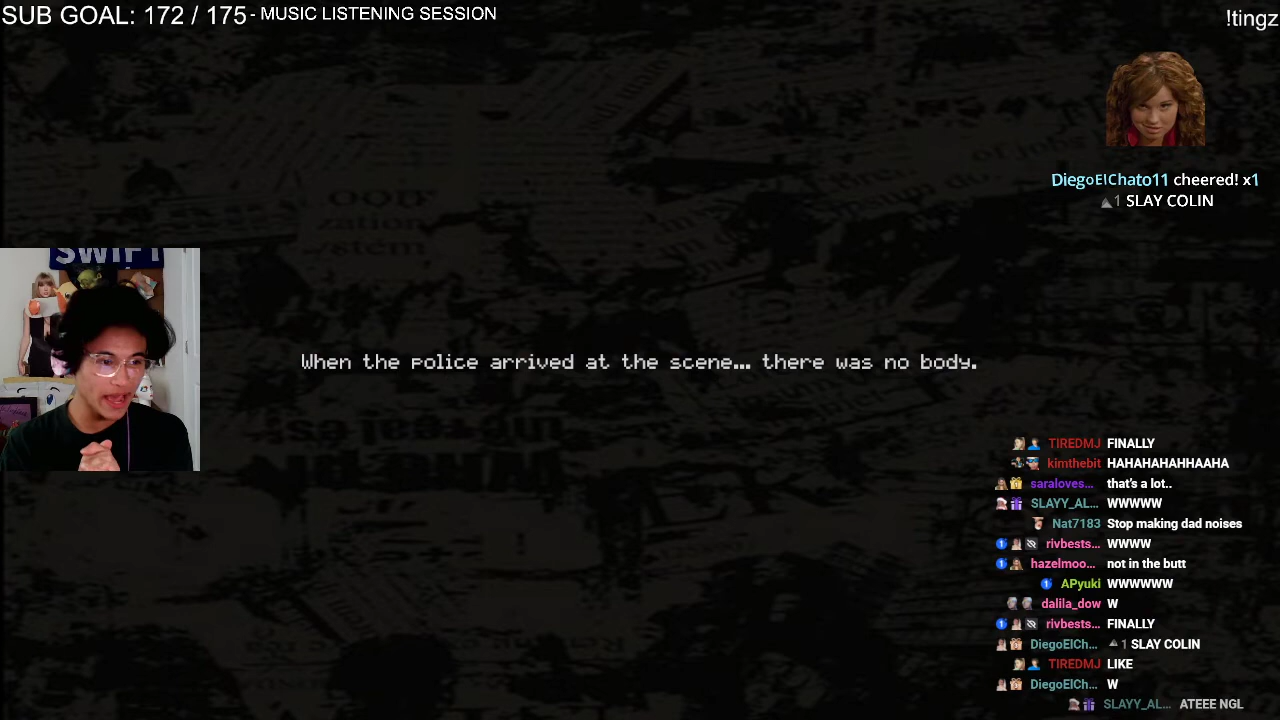 SUB GOAL: 172 / 175 - MUSIC LISTENING SESSION
!tingz
DiegoElChato11 cheered! x1
1 SLAY COLIN
SWIFT
When the police arrived at the scene... there was no body.
TIREDMJ FINALLY
kimthebit HAHAHAHAHHAAHA
saraloves... that's a lot..
SLAYY_AL... WWWWW
Nat7183 Stop making dad noises
rivbests... WWWW
hazelmoo... not in the butt
APyuki WWWWWW
dalila_dow W
rivbests... FINALLY
DiegoElCh... 1 SLAY COLIN
TIREDMJ LIKE
DiegoElCh... W
SLAYY_AL... ATEEE NGL